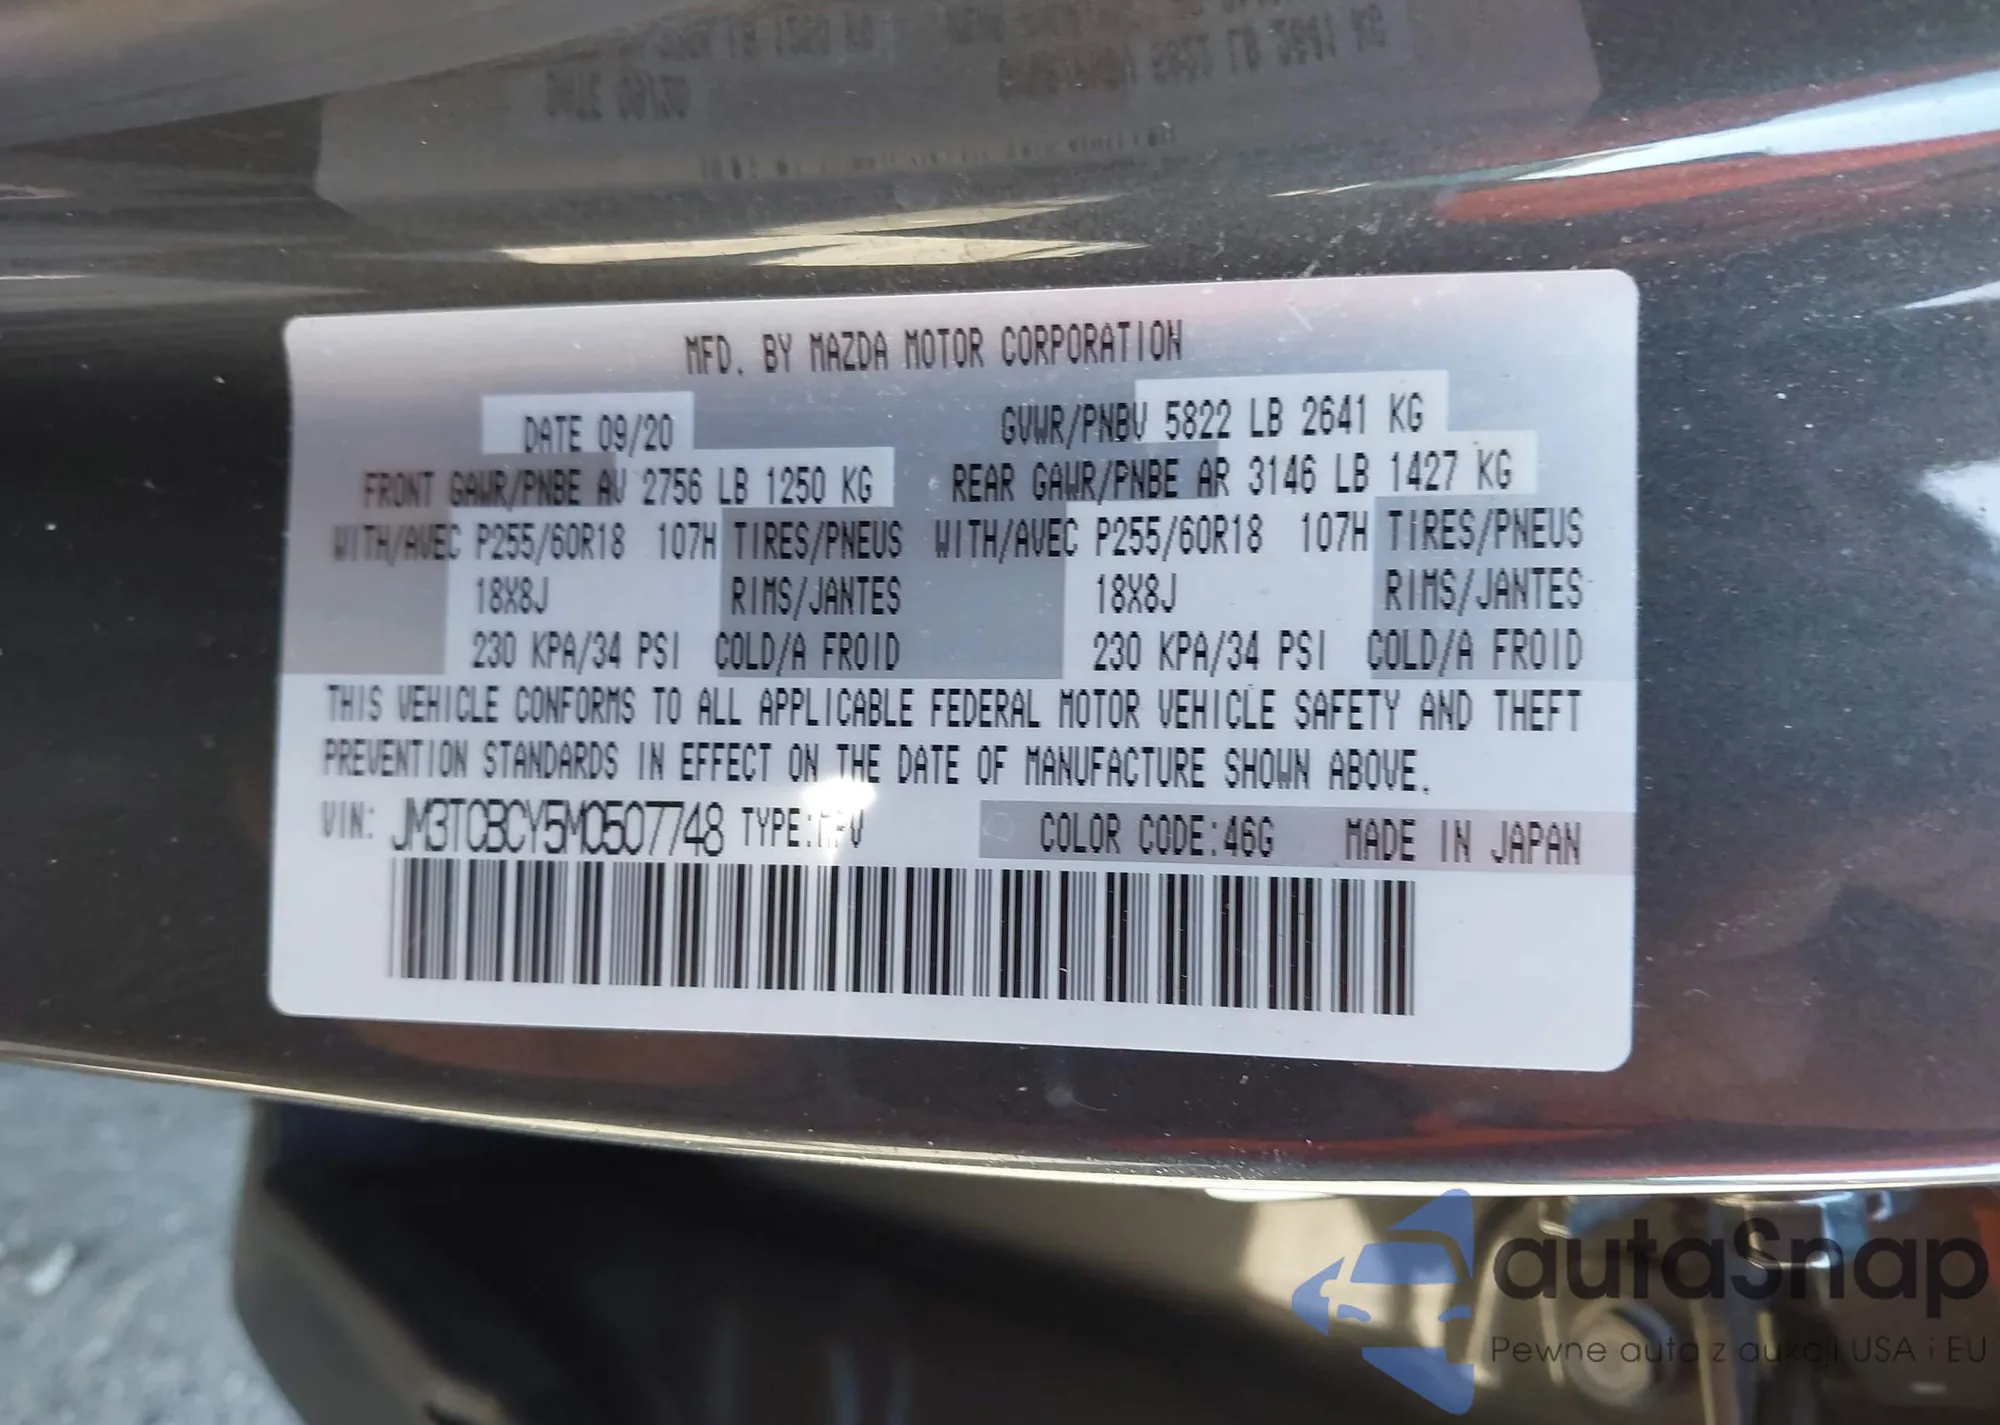 MFD. BY MAZDA MOTOR CORPORATION
DATE 09/20 GVWR/PNBV 5822 LB 2641 KG
FRONT GAWR/PNBE AV 2756 LB 1250 KG REAR GAWR/PNBE AR 3146 LB 1427 KG
WITH/AVEC P255/60R18 107H TIRES/PNEUS WITH/AVEC P255/60R18 107H TIRES/PNEUS
18X8J RIMS/JANTES 18X8J RIMS/JANTES
230 KPA/34 PSI COLD/A FROID 230 KPA/34 PSI COLD/A FROID
THIS VEHICLE CONFORMS TO ALL APPLICABLE FEDERAL MOTOR VEHICLE SAFETY AND THEFT
PREVENTION STANDARDS IN EFFECT ON THE DATE OF MANUFACTURE SHOWN ABOVE.
VIN: JM3TCBCY5M0507748 TYPE:MPV COLOR CODE:46G MADE IN JAPAN
autaSnap
Pewne auta z aukcji USA i EU